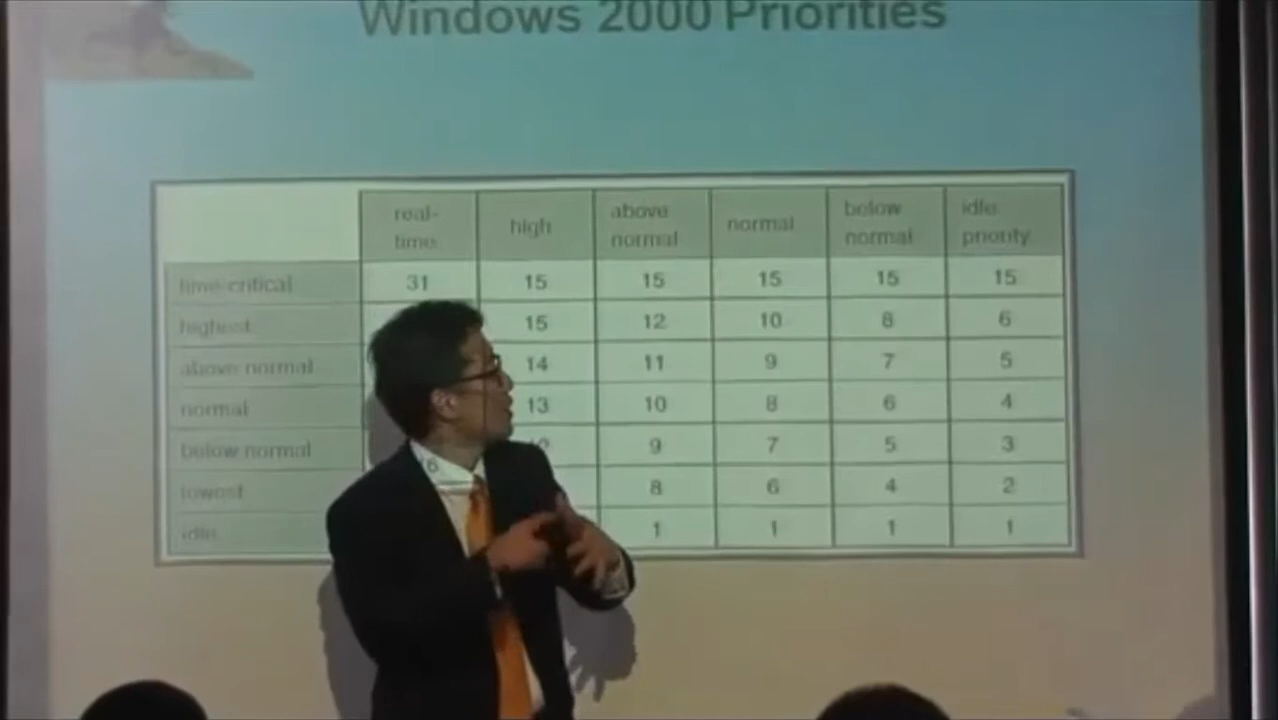 Windows 2000 Priorities
real-time high above normal normal below normal idle priority
time-critical 31 15 15 15 15 15
highest 15 12 10 8 6
above normal 14 11 9 7 5
normal 13 10 8 6 4
below normal 9 7 5 3
lowest 8 6 4 2
idle 1 1 1 1